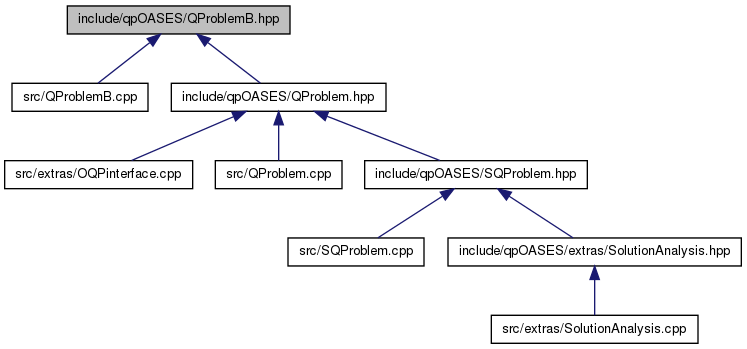 include/qpOASES/QProblemB.hpp
src/QProblemB.cpp
include/qpOASES/QProblem.hpp
src/extras/OQPinterface.cpp
src/QProblem.cpp
include/qpOASES/SQProblem.hpp
src/SQProblem.cpp
include/qpOASES/extras/SolutionAnalysis.hpp
src/extras/SolutionAnalysis.cpp